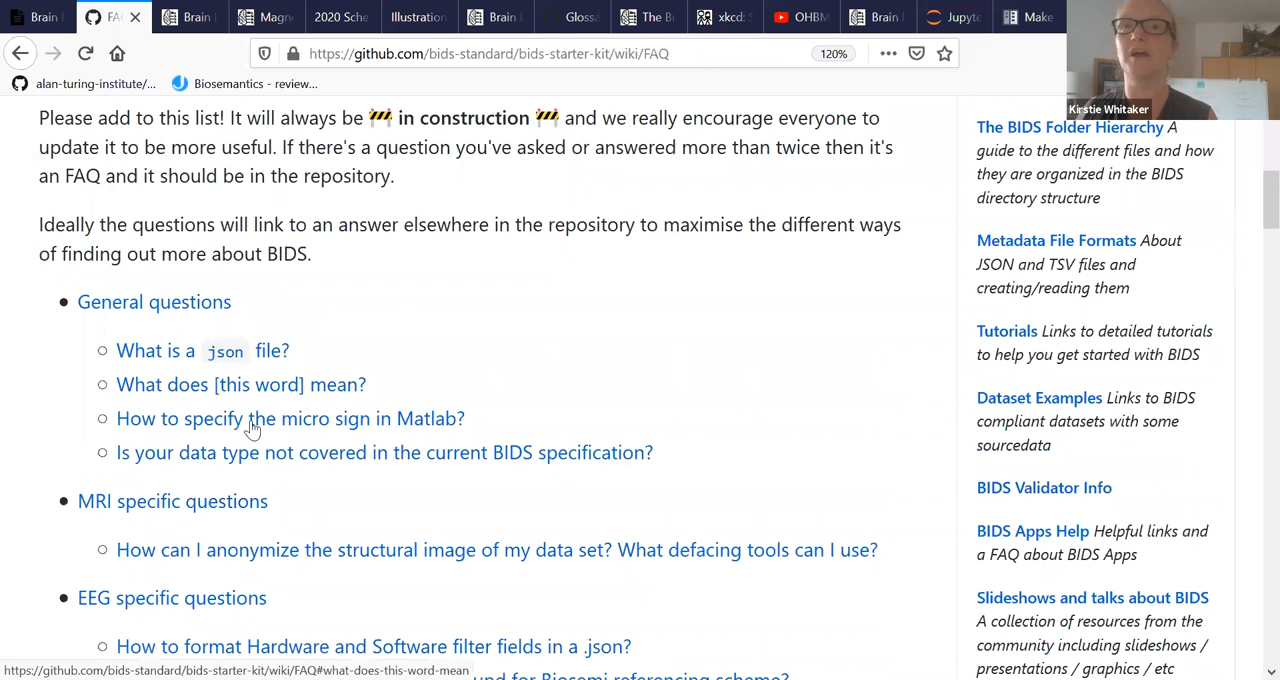 Brain
FA
Brain
Magn
2020 Sche
Illustration
Brain
Glossa
The B
xkcd:
OHBM
Brain
Jupyte
Make
https://github.com/bids-standard/bids-starter-kit/wiki/FAQ
120%
alan-turing-institute/...
Biosemantics - review...
Kirstie Whitaker
Please add to this list! It will always be 🚧 in construction 🚧 and we really encourage everyone to
update it to be more useful. If there's a question you've asked or answered more than twice then it's
an FAQ and it should be in the repository.
Ideally the questions will link to an answer elsewhere in the repository to maximise the different ways
of finding out more about BIDS.
General questions
What is a json file?
What does [this word] mean?
How to specify the micro sign in Matlab?
Is your data type not covered in the current BIDS specification?
MRI specific questions
How can I anonymize the structural image of my data set? What defacing tools can I use?
EEG specific questions
How to format Hardware and Software filter fields in a .json?
und for Biosemi referencing scheme?
https://github.com/bids-standard/bids-starter-kit/wiki/FAQ#what-does-this-word-mean
The BIDS Folder Hierarchy A
guide to the different files and how
they are organized in the BIDS
directory structure
Metadata File Formats About
JSON and TSV files and
creating/reading them
Tutorials Links to detailed tutorials
to help you get started with BIDS
Dataset Examples Links to BIDS
compliant datasets with some
sourcedata
BIDS Validator Info
BIDS Apps Help Helpful links and
a FAQ about BIDS Apps
Slideshows and talks about BIDS
A collection of resources from the
community including slideshows /
presentations / graphics / etc